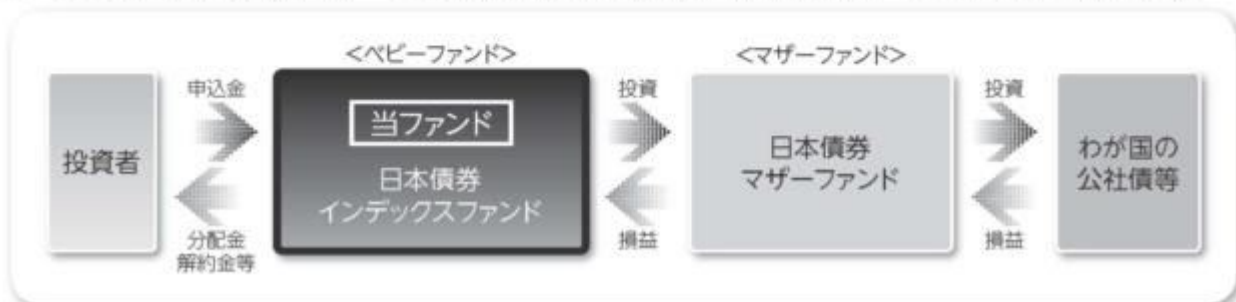 <ベビーファンド>
<マザーファンド>
投資者
申込金
分配金
解約金等
当ファンド
日本債券
インデックスファンド
投資
損益
日本債券
マザーファンド
投資
損益
わが国の
公社債等